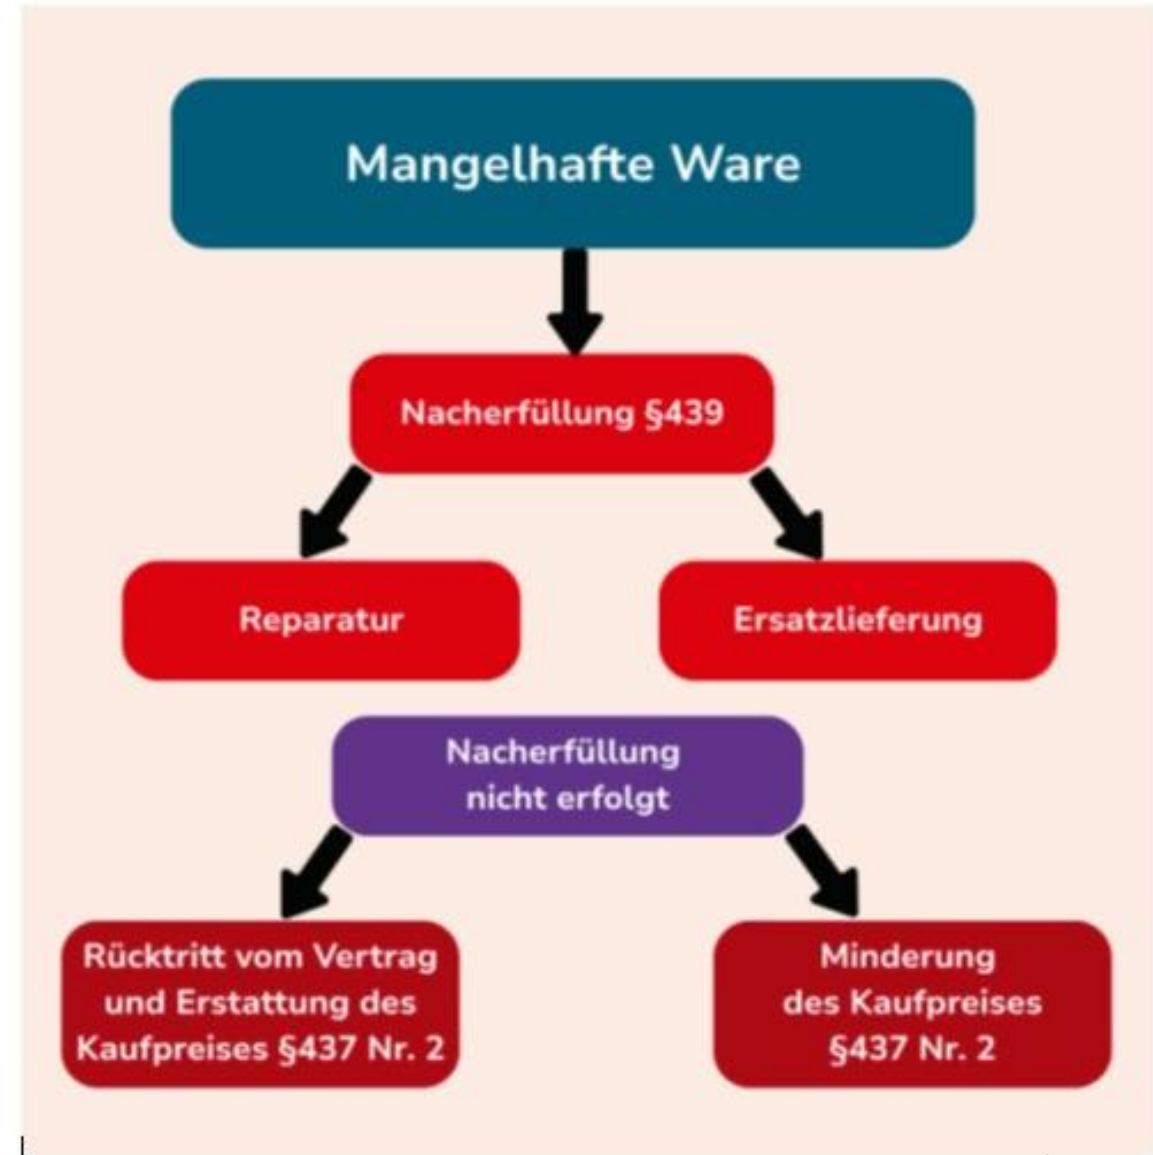 Mangelhafte Ware
Nacherfüllung §439
Reparatur
Ersatzlieferung
Nacherfüllung
nicht erfolgt
Rücktritt vom Vertrag
und Erstattung des
Kaufpreises §437 Nr. 2
Minderung
des Kaufpreises
§437 Nr. 2